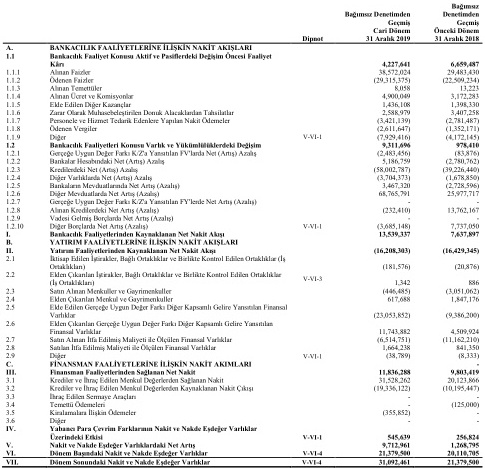 Bağımsız Denetimden Geçmiş Cari Dönem 31 Aralık 2019
Bağımsız Denetimden Geçmiş Önceki Dönem 31 Aralık 2018
Dipnot
A. BANKACILIK FAALİYETLERİNE İLİŞKİN NAKİT AKIŞLARI
1.1 Bankacılık Faaliyet Konusu Aktif ve Pasiflerdeki Değişim Öncesi Faaliyet
Kârı 4,227,641 6,659,487
1.1.1 Alınan Faizler 38,572,024 29,483,430
1.1.2 Ödenen Faizler (29,315,375) (22,509,234)
1.1.3 Alınan Temettüler 8,058 13,223
1.1.4 Alınan Ücret ve Komisyonlar 4,900,049 3,172,283
1.1.5 Elde Edilen Diğer Kazançlar 1,436,108 1,398,330
1.1.6 Zarar Olarak Muhasebeleştirilen Donuk Alacaklardan Tahsilatlar 2,588,979 3,407,258
1.1.7 Personele ve Hizmet Tedarik Edenlere Yapılan Nakit Ödemeler (3,421,139) (2,781,487)
1.1.8 Ödenen Vergiler (2,611,647) (1,352,171)
1.1.9 Diğer V-VI-1 (7,929,416) (4,172,145)
1.2 Bankacılık Faaliyetleri Konusu Varlık ve Yükümlülüklerdeki Değişim 9,311,696 978,410
1.2.1 Gerçeğe Uygun Değer Farkı K/Z'a Yansıtılan FV'larda Net (Artış) Azalış (2,483,456) (83,876)
1.2.2 Bankalar Hesabındaki Net (Artış) Azalış 5,186,759 (2,780,762)
1.2.3 Kredilerdeki Net (Artış) Azalış (58,002,787) (39,226,440)
1.2.4 Diğer Varlıklarda Net (Artış) Azalış (3,704,373) (1,678,850)
1.2.5 Bankaların Mevduatlarında Net Artış (Azalış) 3,467,320 (2,728,596)
1.2.6 Diğer Mevduatlarda Net Artış (Azalış) 68,765,791 25,977,717
1.2.7 Gerçeğe Uygun Değer Farkı K/Z'a Yansıtılan FY'lerde Net Artış (Azalış) - -
1.2.8 Alınan Kredilerdeki Net Artış (Azalış) (232,410) 13,762,167
1.2.9 Vadesi Gelmiş Borçlarda Net Artış (Azalış) - -
1.2.10 Diğer Borçlarda Net Artış (Azalış) V-VI-1 (3,685,148) 7,737,050
I. Bankacılık Faaliyetlerinden Kaynaklanan Net Nakit Akışı 13,539,337 7,637,897
B. YATIRIM FAALİYETLERİNE İLİŞKİN NAKİT AKIŞLARI
II. Yatırım Faaliyetlerinden Kaynaklanan Net Nakit Akışı (16,208,303) (16,429,345)
2.1 İktisap Edilen İştirakler, Bağlı Ortaklıklar ve Birlikte Kontrol Edilen Ortaklıklar (İş
Ortaklıkları) (181,576) (20,876)
2.2 Elden Çıkarılan İştirakler, Bağlı Ortaklıklar ve Birlikte Kontrol Edilen Ortaklıklar V-VI-3
(İş Ortaklıkları) 1,342 886
2.3 Satın Alınan Menkuller ve Gayrimenkuller (446,485) (3,051,062)
2.4 Elden Çıkarılan Menkul ve Gayrimenkuller 617,688 1,847,176
2.5 Elde Edilen Gerçeğe Uygun Değer Farkı Diğer Kapsamlı Gelire Yansıtılan Finansal
Varlıklar (23,053,852) (9,386,200)
2.6 Elden Çıkarılan Gerçeğe Uygun Değer Farkı Diğer Kapsamlı Gelire Yansıtılan
Finansal Varlıklar 11,743,882 4,509,924
2.7 Satın Alınan İtfa Edilmiş Maliyeti ile Ölçülen Finansal Varlıklar (6,514,751) (11,162,210)
2.8 Satılan İtfa Edilmiş Maliyeti ile Ölçülen Finansal Varlıklar 1,664,238 841,350
2.9 Diğer V-VI-1 (38,789) (8,333)
C. FİNANSMAN FAALİYETLERİNE İLİŞKİN NAKİT AKIMLARI -
III. Finansman Faaliyetlerinden Sağlanan Net Nakit 11,836,288 9,803,419
3.1 Krediler ve İhraç Edilen Menkul Değerlerden Sağlanan Nakit 31,528,262 20,123,866
3.2 Krediler ve İhraç Edilen Menkul Değerlerden Kaynaklanan Nakit Çıkışı (19,336,122) (10,195,447)
3.3 İhraç Edilen Sermaye Araçları - -
3.4 Temettü Ödemeleri - (125,000)
3.5 Kiralamalara İlişkin Ödemeler (355,852) -
3.6 Diğer - -
IV. Yabancı Para Çevrim Farklarının Nakit ve Nakde Eşdeğer Varlıklar
Üzerindeki Etkisi V-VI-1 545,639 256,824
V. Nakit ve Nakde Eşdeğer Varlıklardaki Net Artış 9,712,961 1,268,795
VI. Dönem Başındaki Nakit ve Nakde Eşdeğer Varlıklar V-VI-4 21,379,500 20,110,705
VII. Dönem Sonundaki Nakit ve Nakde Eşdeğer Varlıklar V-VI-4 31,092,461 21,379,500